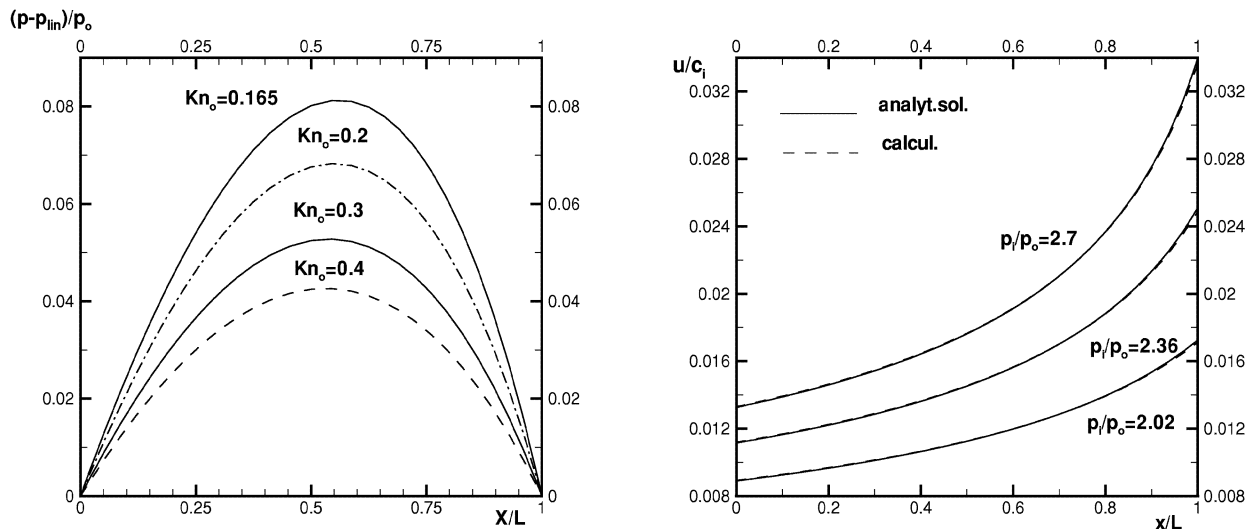 (p-p_lin)/p_o
0 0.25 0.5 0.75 1
0.08 0.08
0.06 0.06
0.04 0.04
0.02 0.02
0 0
Kn_o=0.165
Kn_o=0.2
Kn_o=0.3
Kn_o=0.4
0 0.25 0.5 0.75 1
X/L
0 0.2 0.4 0.6 0.8 1
u/c_i
0.032 0.032
0.028 0.028
0.024 0.024
0.02 0.02
0.016 0.016
0.012 0.012
0.008 0.008
analyt.sol.
calcul.
p_i/p_o=2.7
p_i/p_o=2.36
p_i/p_o=2.02
0 0.2 0.4 0.6 0.8 1
x/L